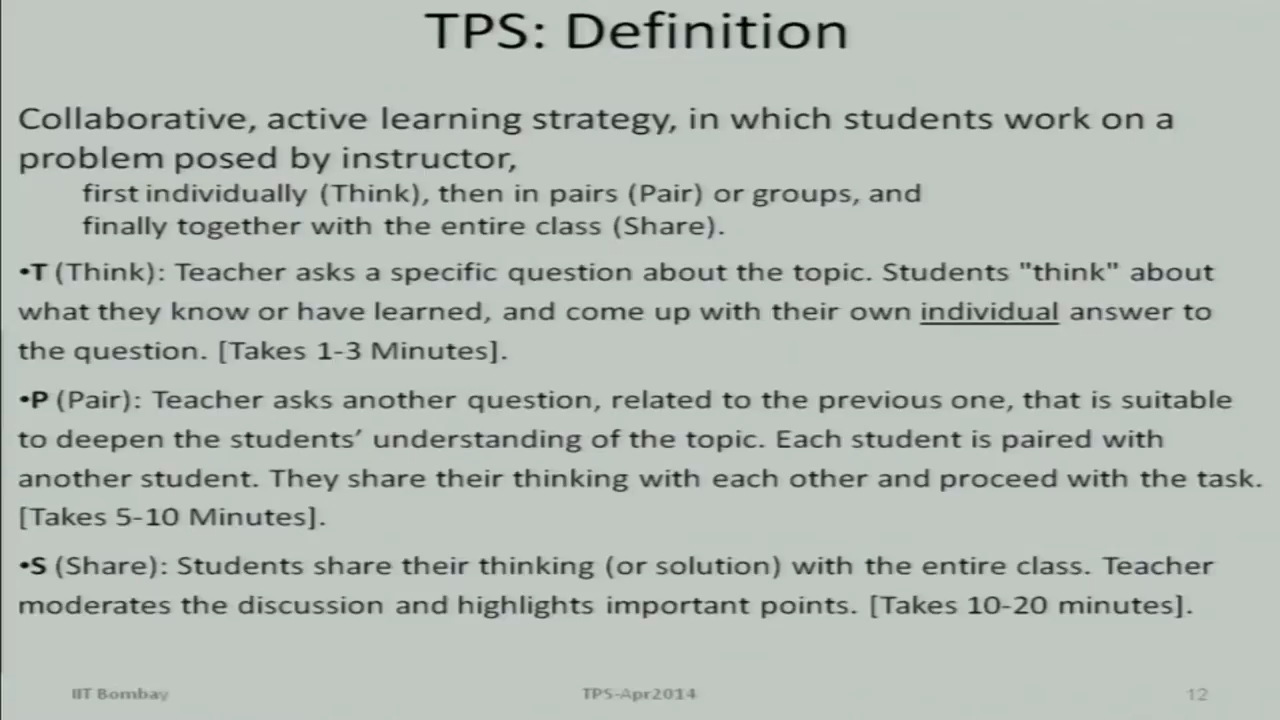 TPS: Definition
Collaborative, active learning strategy, in which students work on a
problem posed by instructor,
first individually (Think), then in pairs (Pair) or groups, and
finally together with the entire class (Share).
•T (Think): Teacher asks a specific question about the topic. Students "think" about
what they know or have learned, and come up with their own individual answer to
the question. [Takes 1-3 Minutes].
•P (Pair): Teacher asks another question, related to the previous one, that is suitable
to deepen the students’ understanding of the topic. Each student is paired with
another student. They share their thinking with each other and proceed with the task.
[Takes 5-10 Minutes].
•S (Share): Students share their thinking (or solution) with the entire class. Teacher
moderates the discussion and highlights important points. [Takes 10-20 minutes].
IIT Bombay TPS-Apr2014 12